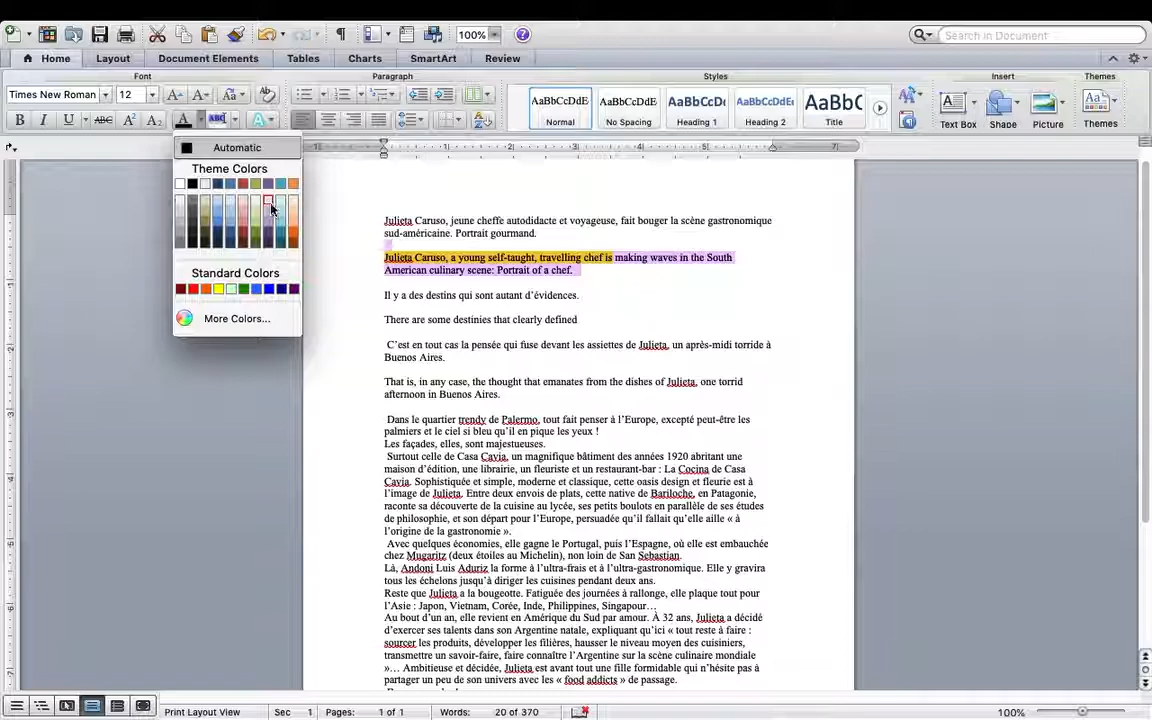 100%
Search in Document
Home
Layout
Document Elements
Tables
Charts
SmartArt
Review
Font
Paragraph
Styles
Insert
Themes
Times New Roman
12
AaBbCcDdE
Normal
AaBbCcDdE
No Spacing
AaBbCcDc
Heading 1
AaBbCcDdEe
Heading 2
AaBbC
Title
Text Box
Shape
Picture
Themes
Automatic
Theme Colors
Standard Colors
More Colors...
Julieta Caruso, jeune cheffe autodidacte et voyageuse, fait bouger la scène gastronomique
sud-américaine. Portrait gourmand.
Julieta Caruso, a young self-taught, travelling chef is making waves in the South
American culinary scene: Portrait of a chef.
Il y a des destins qui sont autant d'évidences.
There are some destinies that clearly defined
C'est en tout cas la pensée qui fuse devant les assiettes de Julieta, un après-midi torride à
Buenos Aires.
That is, in any case, the thought that emanates from the dishes of Julieta, one torrid
afternoon in Buenos Aires.
Dans le quartier trendy de Palermo, tout fait penser à l'Europe, excepté peut-être les
palmiers et le ciel si bleu qu'il en pique les yeux !
Les façades, elles, sont majestueuses.
Surtout celle de Casa Cavia, un magnifique bâtiment des années 1920 abritant une
maison d'édition, une librairie, un fleuriste et un restaurant-bar : La Cocina de Casa
Cavia. Sophistiquée et simple, moderne et classique, cette oasis design et fleurie est à
l'image de Julieta. Entre deux envois de plats, cette native de Bariloche, en Patagonie,
raconte sa découverte de la cuisine au lycée, ses petits boulots en parallèle de ses études
de philosophie, et son départ pour l'Europe, persuadée qu'il fallait qu'elle aille « à
l'origine de la gastronomie ».
Avec quelques économies, elle gagne le Portugal, puis l'Espagne, où elle est embauchée
chez Mugaritz (deux étoiles au Michelin), non loin de San Sebastian.
Là, Andoni Luis Aduriz la forme à l'ultra-frais et à l'ultra-gastronomique. Elle y gravira
tous les échelons jusqu'à diriger les cuisines pendant deux ans.
Reste que Julieta a la bougeotte. Fatiguée des journées à rallonge, elle plaque tout pour
l'Asie : Japon, Vietnam, Corée, Inde, Philippines, Singapour…
Au bout d'un an, elle revient en Amérique du Sud par amour. À 32 ans, Julieta a décidé
d'exercer ses talents dans son Argentine natale, expliquant qu'ici « tout reste à faire :
sourcer les produits, développer les filières, hausser le niveau moyen des cuisiniers,
transmettre un savoir-faire, faire connaître l'Argentine sur la scène culinaire mondiale
»… Ambitieuse et décidée, Julieta est avant tout une fille formidable qui n'hésite pas à
partager un peu de son univers avec les « food addicts » de passage.
Print Layout View
Sec 1
Pages: 1 of 1
Words: 20 of 370
100%